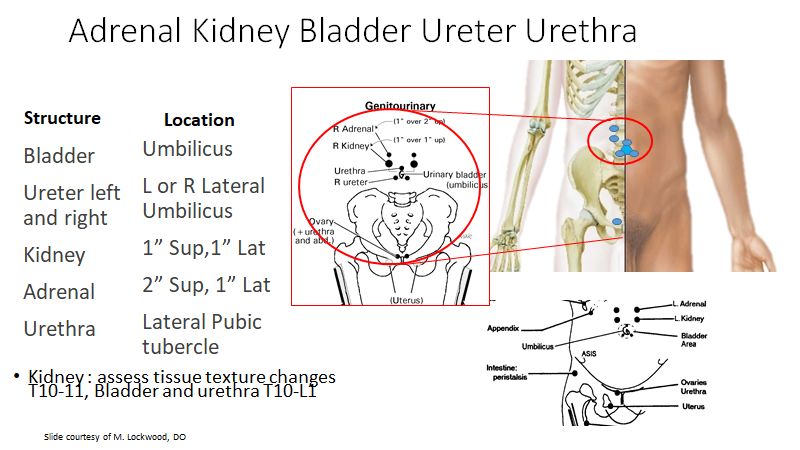 Adrenal Kidney Bladder Ureter Urethra
Structure
Location
Bladder
Umbilicus
Ureter left
and right
L or R Lateral
Umbilicus
Kidney
1” Sup,1” Lat
Adrenal
2” Sup, 1” Lat
Urethra
Lateral Pubic
tubercle
• Kidney : assess tissue texture changes
T10-11, Bladder and urethra T10-L1
Slide courtesy of M. Lockwood, DO
Genitourinary
(1" over 2" up)
R Adrenal
(1" over 1" up)
R Kidney
Urethra
R ureter
Urinary bladder
(umbilicus
Ovary
(+urethra
and abd.)
(Uterus)
Appendix
Umbilicus
Intestine:
peristalsis
ASIS
L. Adrenal
L. Kidney
Bladder
Area
Ovaries
Urethra
Uterus